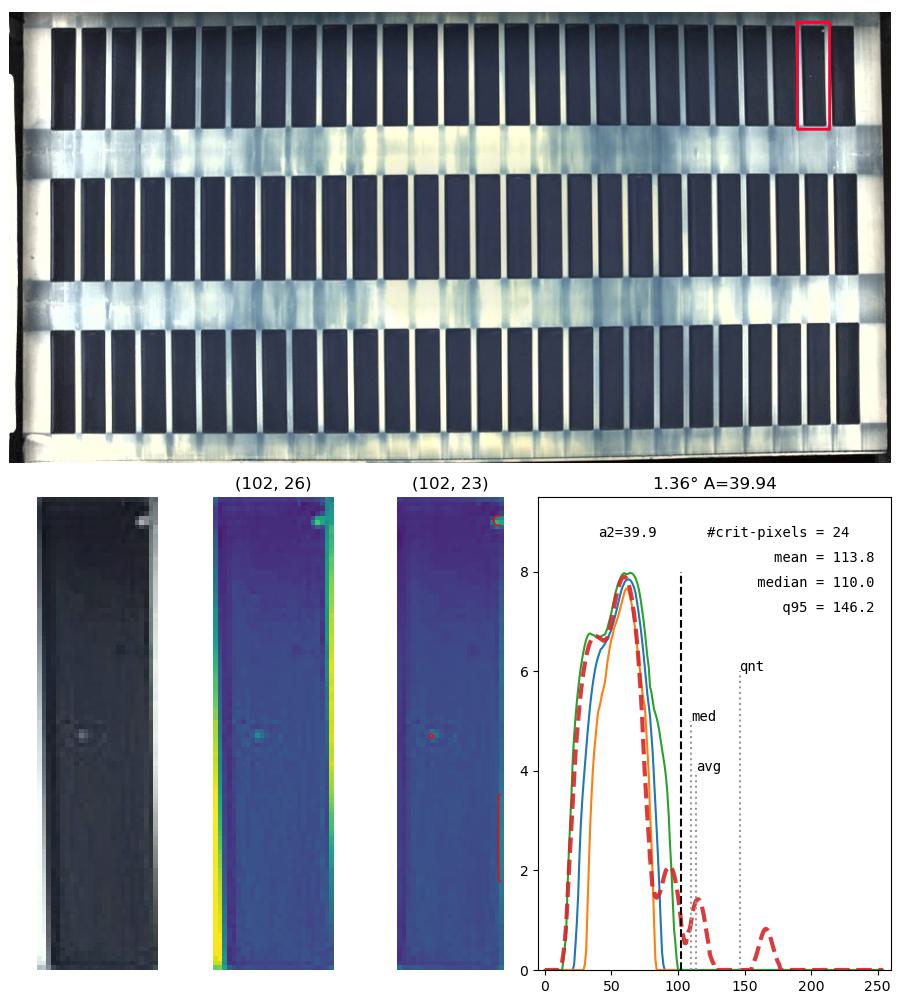 (102, 26)
(102, 23)
1.36° A=39.94
a2=39.9
#crit-pixels = 24
mean = 113.8
median = 110.0
q95 = 146.2
qnt
med
avg
8
6
4
2
0
0 50 100 150 200 250